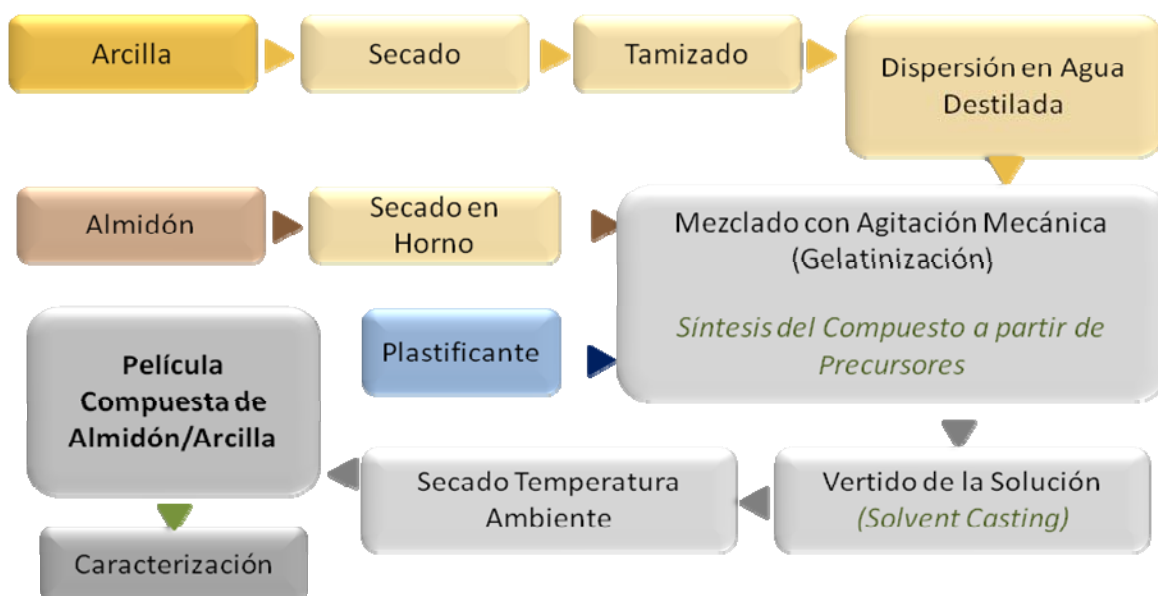 Arcilla
Secado
Tamizado
Dispersión en Agua
Destilada
Almidón
Secado en
Horno
Mezclado con Agitación Mecánica
(Gelatinización)
Síntesis del Compuesto a partir de
Precursores
Plastificante
Película
Compuesta de
Almidón/Arcilla
Secado Temperatura
Ambiente
Vertido de la Solución
(Solvent Casting)
Caracterización